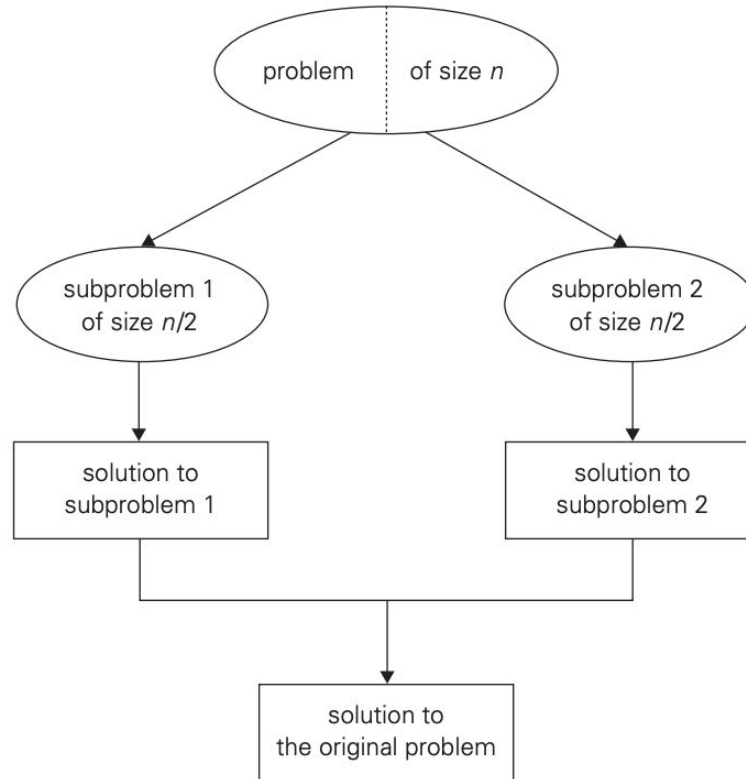 problem of size n
subproblem 1
of size n/2
subproblem 2
of size n/2
solution to
subproblem 1
solution to
subproblem 2
solution to
the original problem